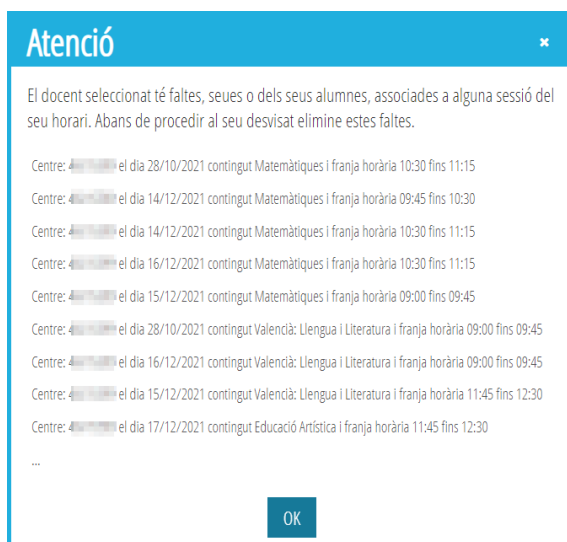 Atenció
El docent seleccionat té faltes, seues o dels seus alumnes, associades a alguna sessió del
seu horari. Abans de procedir al seu desvisat elimine estes faltes.
Centre: el dia 28/10/2021 contingut Matemàtiques i franja horària 10:30 fins 11:15
Centre: el dia 14/12/2021 contingut Matemàtiques i franja horària 09:45 fins 10:30
Centre: el dia 14/12/2021 contingut Matemàtiques i franja horària 10:30 fins 11:15
Centre: el dia 16/12/2021 contingut Matemàtiques i franja horària 10:30 fins 11:15
Centre: el dia 15/12/2021 contingut Matemàtiques i franja horària 09:00 fins 09:45
Centre: el dia 28/10/2021 contingut Valencià: Llengua i Literatura i franja horària 09:00 fins 09:45
Centre: el dia 16/12/2021 contingut Valencià: Llengua i Literatura i franja horària 09:00 fins 09:45
Centre: el dia 15/12/2021 contingut Valencià: Llengua i Literatura i franja horària 11:45 fins 12:30
Centre: el dia 17/12/2021 contingut Educació Artística i franja horària 11:45 fins 12:30
...
OK